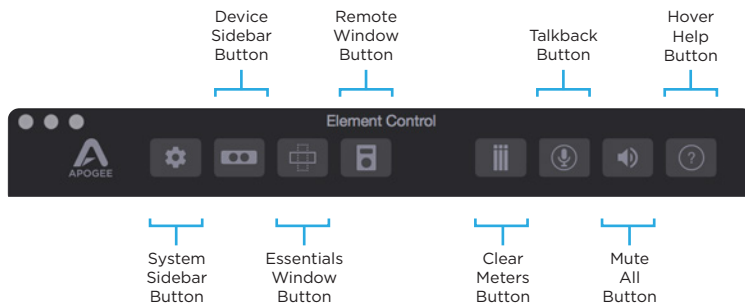 Device
Sidebar
Button
Remote
Window
Button
Talkback
Button
Hover
Help
Button
Element Control
APOGEE
?
System
Sidebar
Button
Essentials
Window
Button
Clear
Meters
Button
Mute
All
Button